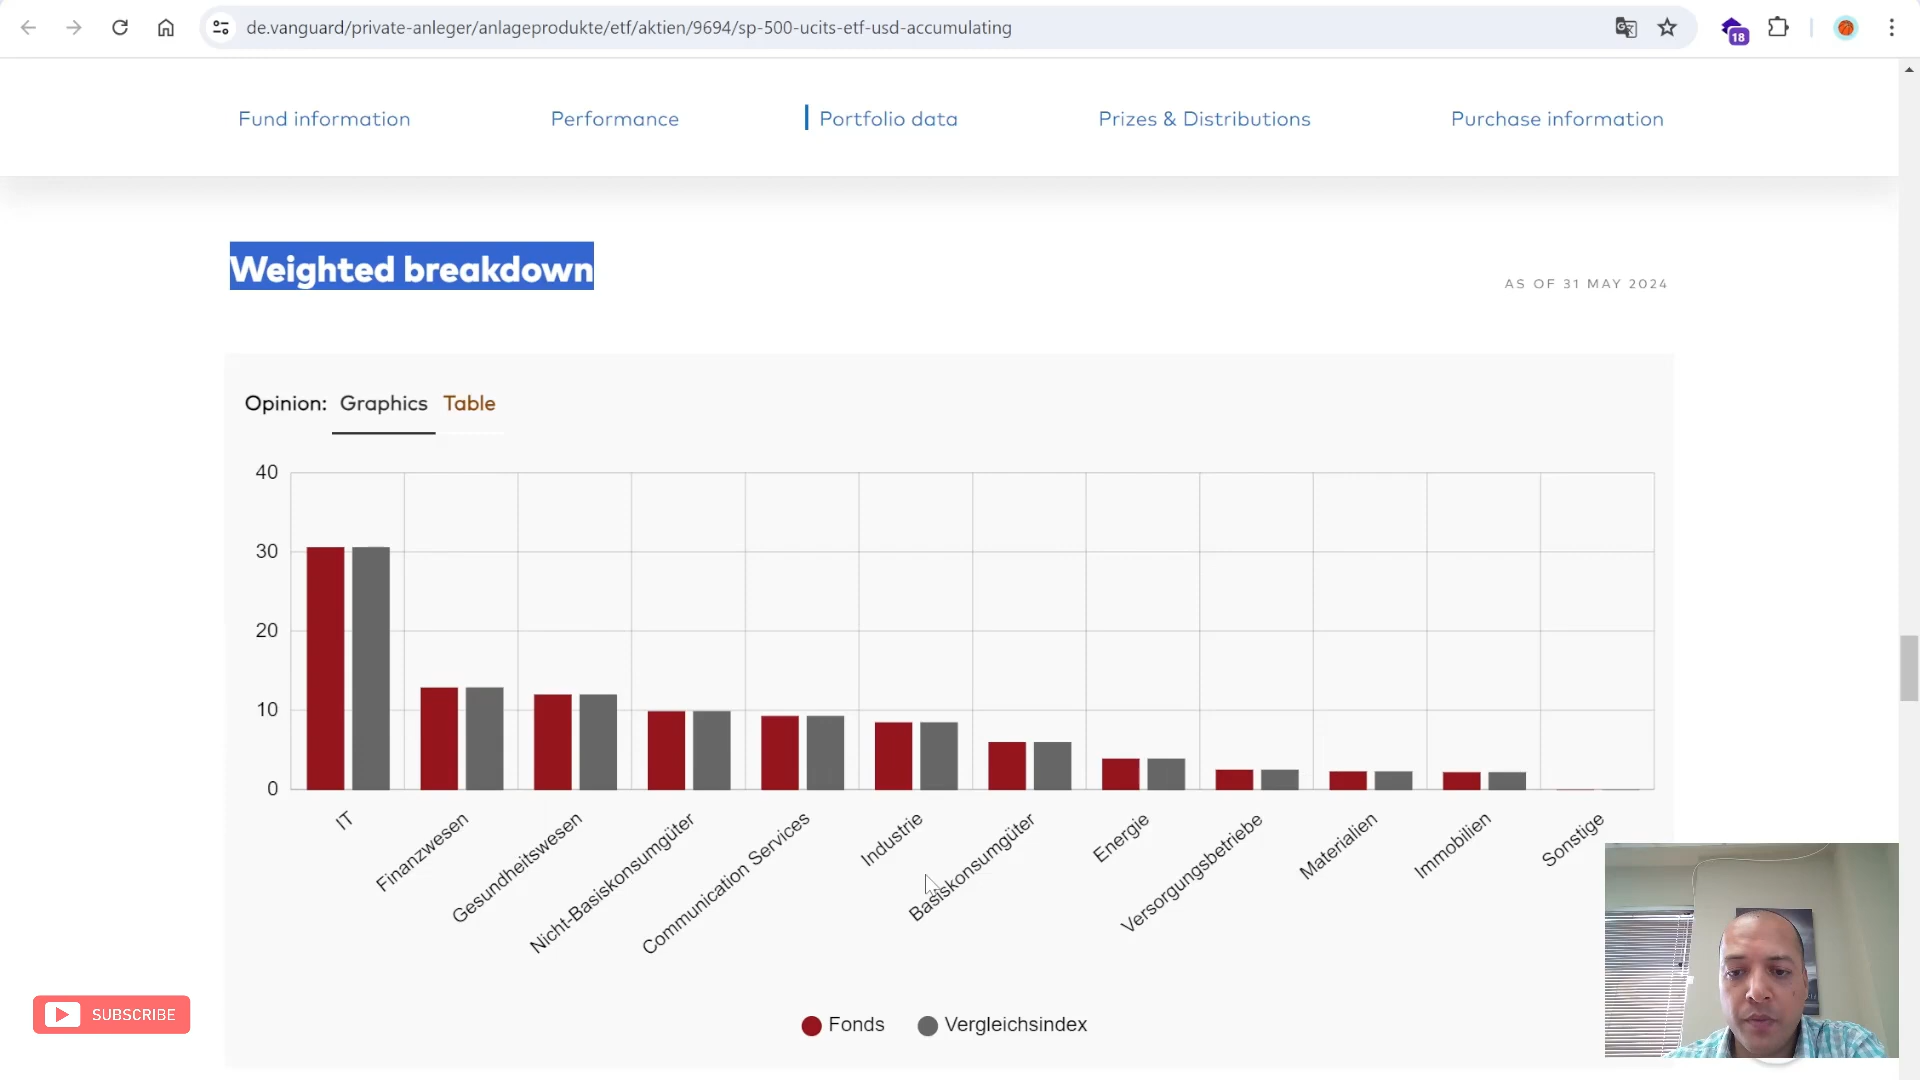 de.vanguard/private-anleger/anlageprodukte/etf/aktien/9694/sp-500-ucits-etf-usd-accumulating
18
Fund information
Performance
Portfolio data
Prizes & Distributions
Purchase information
Weighted breakdown
AS OF 31 MAY 2024
Opinion: Graphics Table
40
30
20
10
0
IT
Finanzwesen
Gesundheitswesen
Nicht-Basiskonsumgüter
Communication Services
Industrie
Basiskonsumgüter
Energie
Versorgungsbetriebe
Materialien
Immobilien
Sonstige
Fonds
Vergleichsindex
SUBSCRIBE